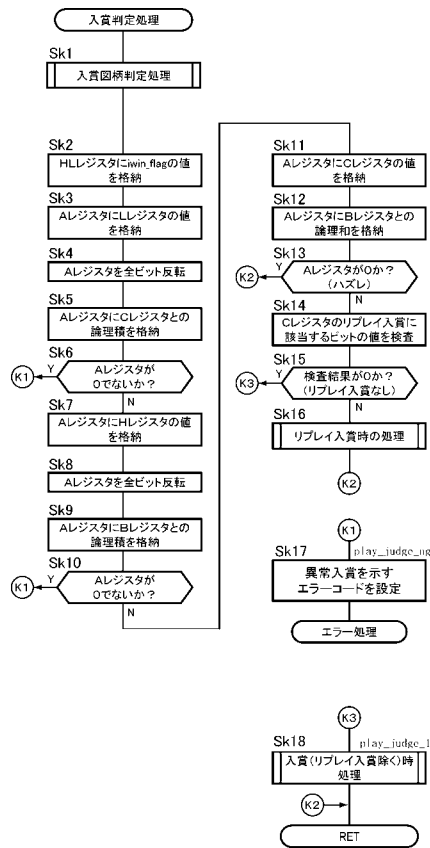 入賞判定処理
Sk1
入賞図柄判定処理
Sk2
HLレジスタにiwin_flagの値
を格納
Sk3
AレジスタにLレジスタの値
を格納
Sk4
Aレジスタを全ビット反転
Sk5
AレジスタにCレジスタとの
論理積を格納
Sk6
K1
Y
Aレジスタが
0でないか？
N
Sk7
AレジスタにHレジスタの値
を格納
Sk8
Aレジスタを全ビット反転
Sk9
AレジスタにBレジスタとの
論理積を格納
Sk10
K1
Y
Aレジスタが
0でないか？
N
Sk11
AレジスタにCレジスタの値
を格納
Sk12
AレジスタにBレジスタとの
論理和を格納
Sk13
K2
Y
Aレジスタが0か？
（ハズレ）
N
Sk14
Cレジスタのリプレイ入賞に
該当するビットの値を検査
Sk15
K3
Y
検査結果が0か？
（リプレイ入賞なし）
N
Sk16
リプレイ入賞時の処理
K2
K1
Sk17
play_judge_ng
異常入賞を示す
エラーコードを設定
エラー処理
K3
Sk18
play_judge_1
入賞（リプレイ入賞除く）時
処理
K2
RET